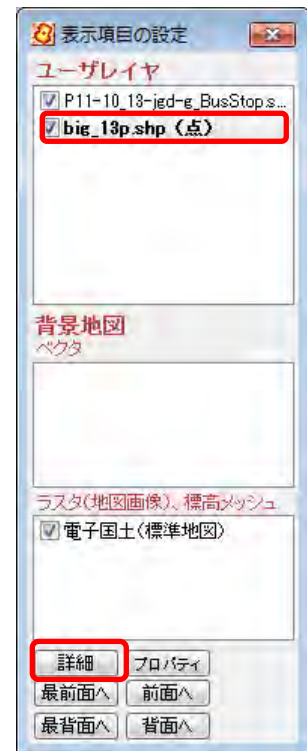 表示項目の設定
ユーザレイヤ
P11-10_13-jgd-g_BusStop.s...
big_13p.shp（点）
背景地図
ベクタ
ラスタ(地図画像)、標高メッシュ
電子国土(標準地図)
詳細 プロパティ
最前面へ 前面へ
最背面へ 背面へ